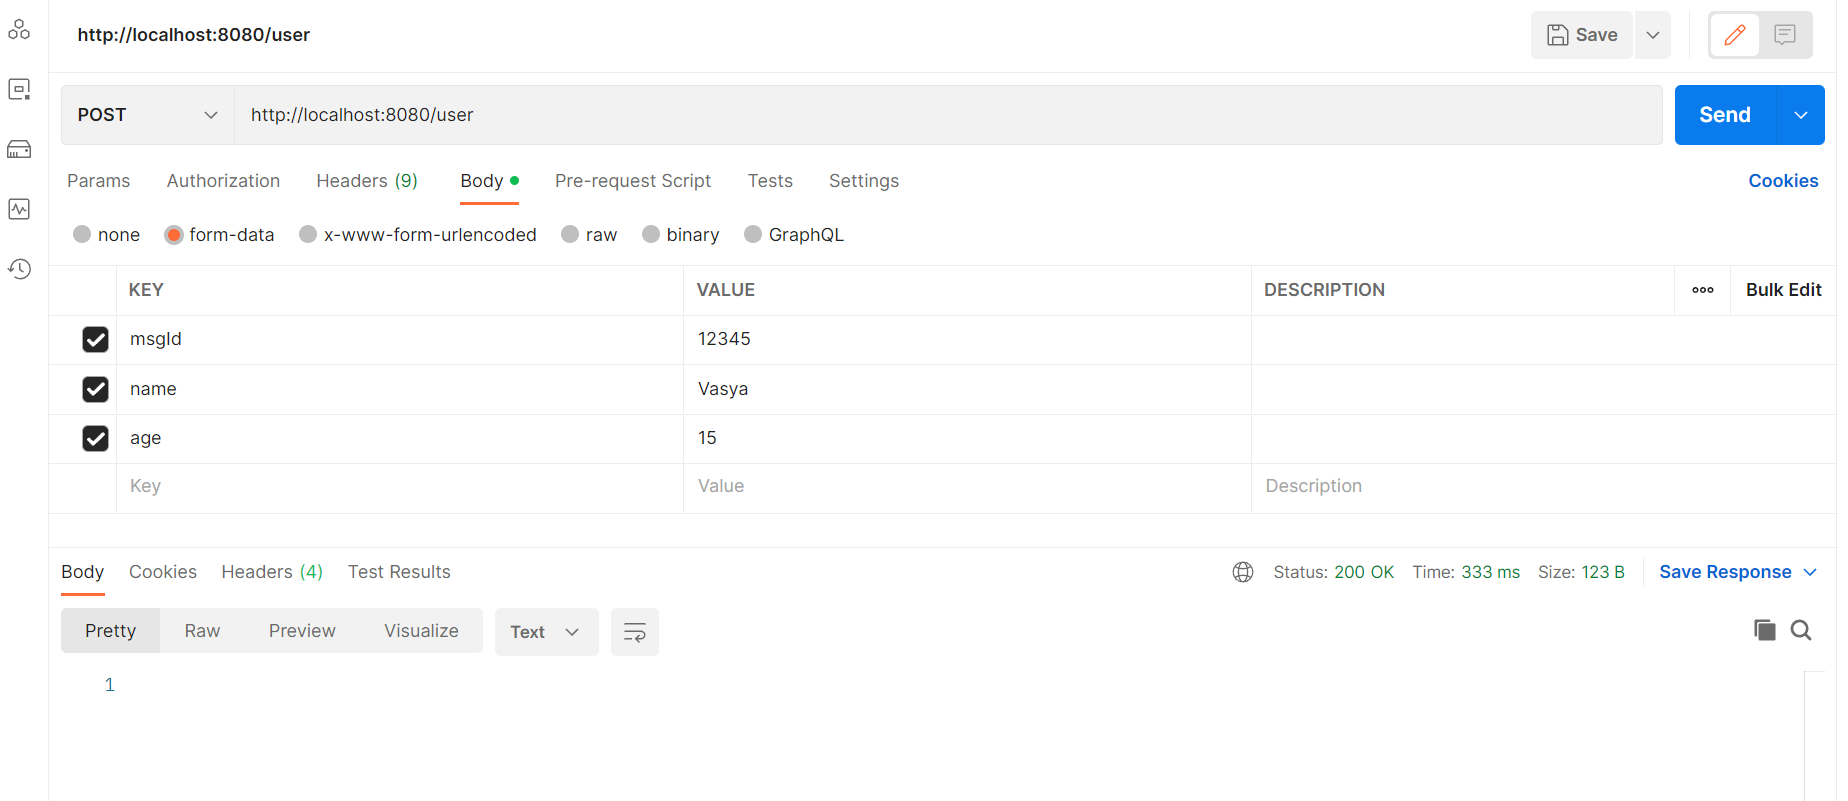 http://localhost:8080/user
Save
POST http://localhost:8080/user Send
Params Authorization Headers (9) Body Pre-request Script Tests Settings Cookies
none form-data x-www-form-urlencoded raw binary GraphQL
KEY VALUE DESCRIPTION Bulk Edit
msgId 12345
name Vasya
age 15
Key Value Description
Body Cookies Headers (4) Test Results Status: 200 OK Time: 333 ms Size: 123 B Save Response
Pretty Raw Preview Visualize Text
1